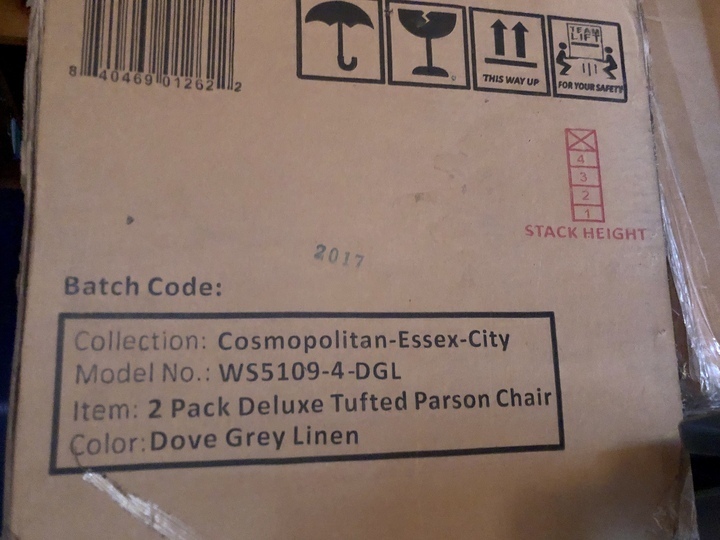 8 40469 01262 2
THIS WAY UP
TEAM
LIFT
FOR YOUR SAFETY
4
3
2
1
STACK HEIGHT
2017
Batch Code:
Collection: Cosmopolitan-Essex-City
Model No.: WS5109-4-DGL
Item: 2 Pack Deluxe Tufted Parson Chair
Color:Dove Grey Linen